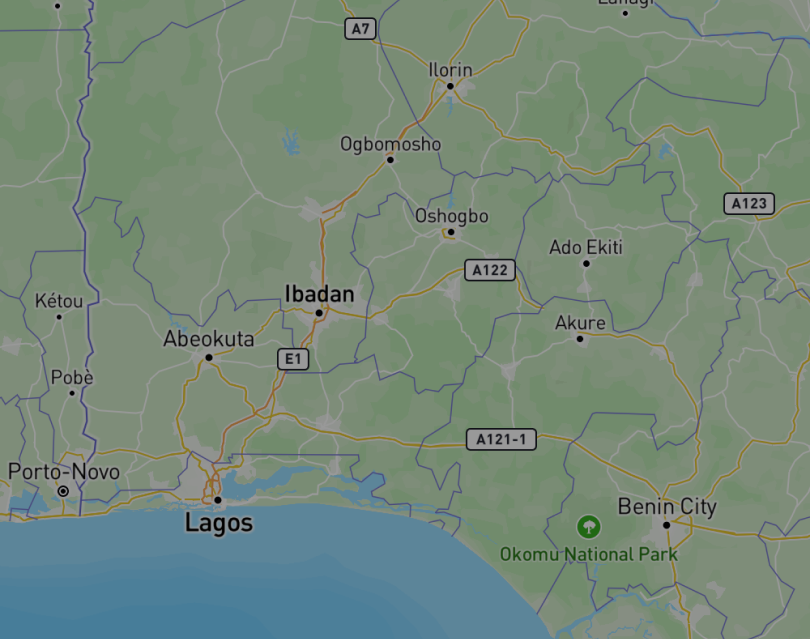 A7
Ilorin
Ogbomosho
A123
Oshogbo
Ado Ekiti
A122
Ibadan
Kétou
Akure
Abeokuta
E1
Pobè
A121-1
Porto-Novo
Lagos
Benin City
Okomu National Park